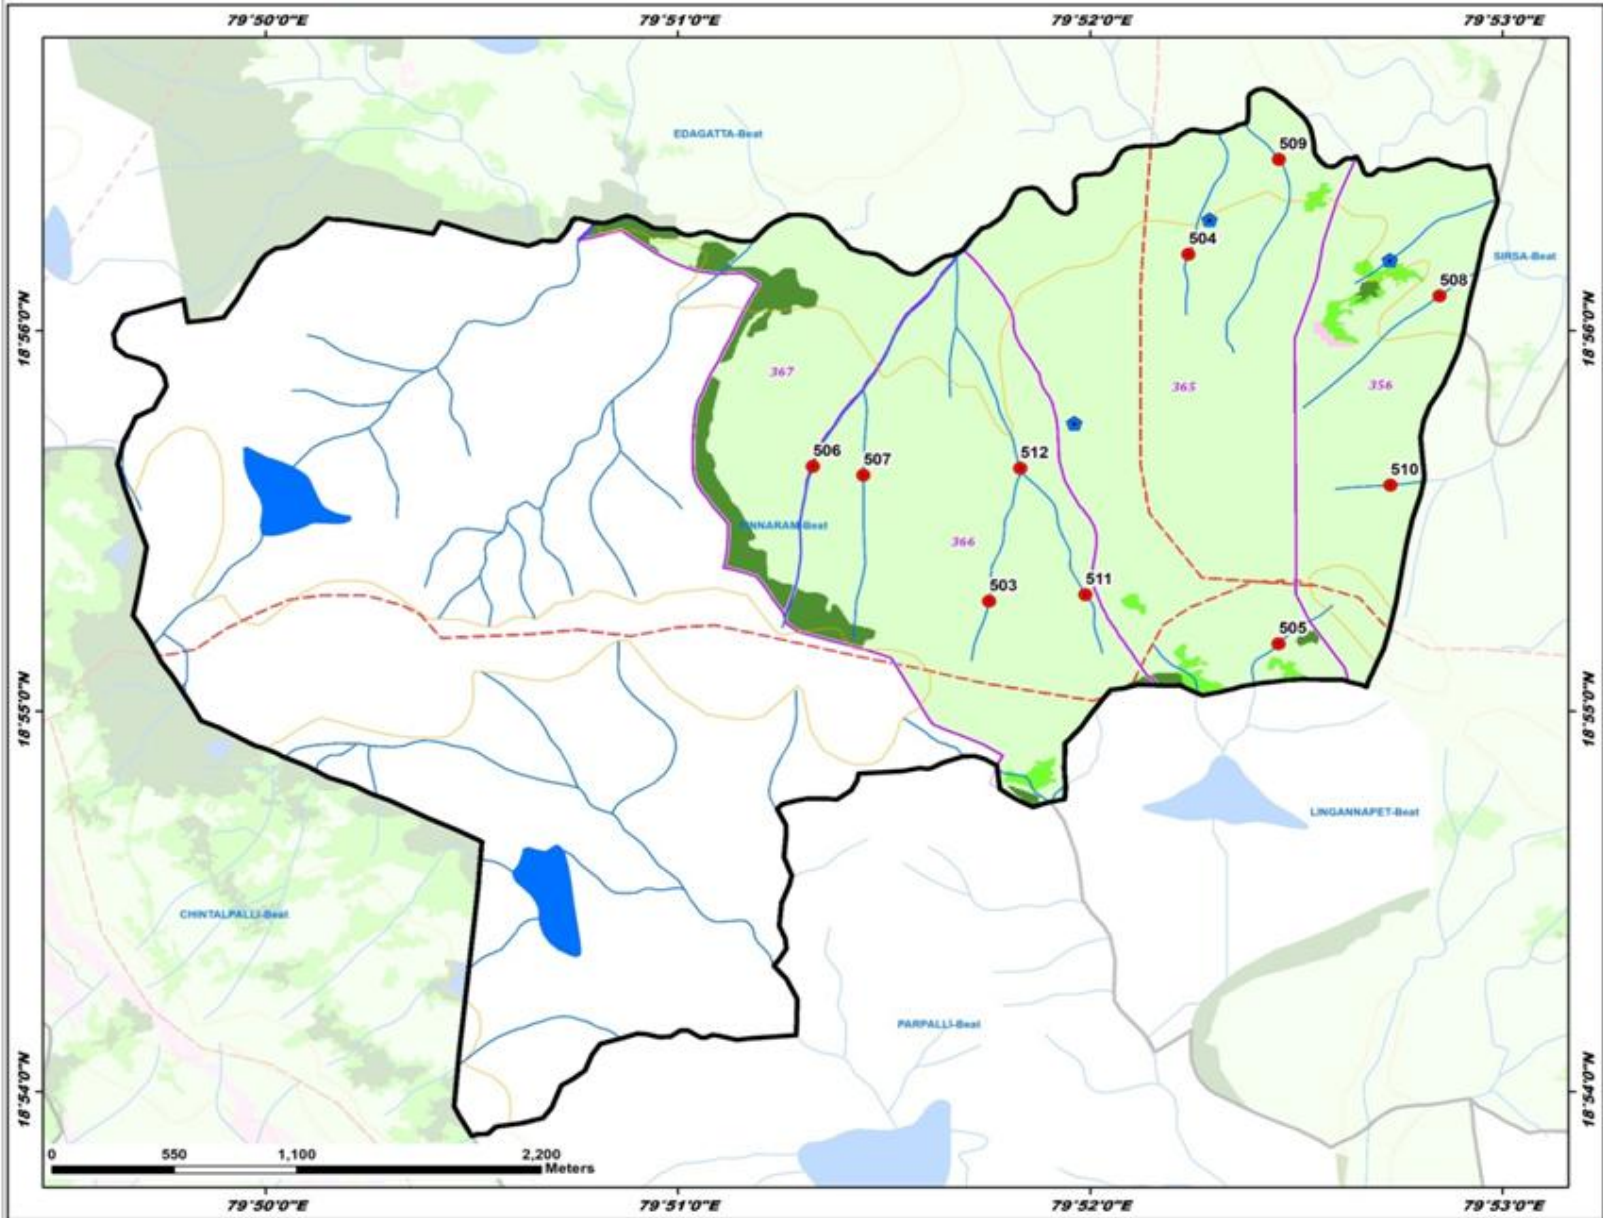 79°50'0"E 79°51'0"E 79°52'0"E 79°53'0"E
EDAGATTA-Beat
509
504
SIRSA-Beat
508
18°56'0"N 18°56'0"N
367 365 356
506 507 512 510
NNARAM-Beat
366
503 511
505
18°55'0"N 18°55'0"N
LINGANNAPET-Beat
CHINTALPALLI-Beat
PARPALLI-Beat
18°54'0"N 18°54'0"N
0 550 1,100 2,200
Meters
79°50'0"E 79°51'0"E 79°52'0"E 79°53'0"E